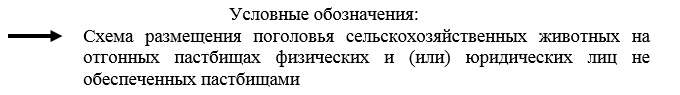 Условные обозначения:
Схема размещения поголовья сельскохозяйственных животных на
отгонных пастбищах физических и (или) юридических лиц не
обеспеченных пастбищами